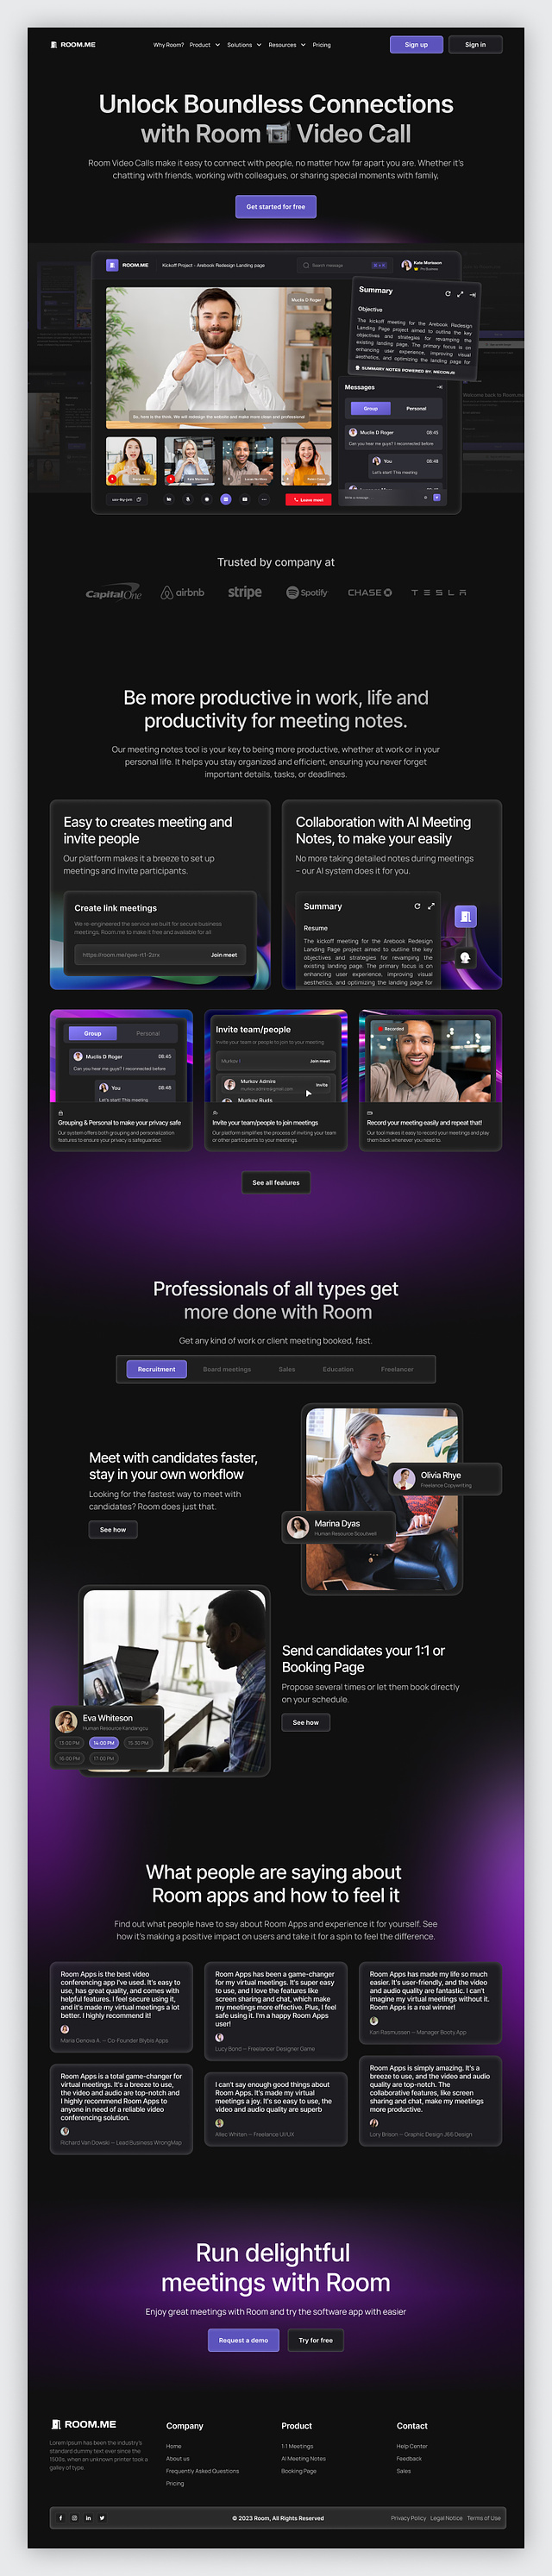 ROOM.ME
Why Room? Product Solutions Resources Pricing
Sign up Sign in
Unlock Boundless Connections
with Room Video Call
Room Video Calls make it easy to connect with people, no matter how far apart you are. Whether it's
chatting with friends, working with colleagues, or sharing special moments with family,
Get started for free
ROOM.ME Kickoff Project - Arebook Redesign Landing page
Search message
Kate Morisson
Pro Business
Muclis D Roger
So, here is the think. We will redesign the website and make more clean and professional
Leave meet
Summary
Objective
The kickoff meeting for the Arebook Redesign
Landing Page project aimed to outline the key
objectives and strategies for revamping the
existing landing page. The primary focus is on
enhancing user experience, improving visual
aesthetics, and optimizing the landing page for
SUMMARY NOTES POWERED BY: MECON.AI
Messages
Group Personal
Muclis D Roger 08:45
Can you hear me guys? I reconnected before
You 08:48
Let's start! This meeting
Write a message..
Trusted by company at
Capital One
airbnb
stripe
Spotify
CHASE
TESLA
Be more productive in work, life and
productivity for meeting notes.
Our meeting notes tool is your key to being more productive, whether at work or in your
personal life. It helps you stay organized and efficient, ensuring you never forget
important details, tasks, or deadlines.
Easy to creates meeting and
invite people
Our platform makes it a breeze to set up
meetings and invite participants.
Create link meetings
We re-engineered the service we built for secure business
meetings, Room.me to make it free and available for all
https://room.me/qwe-rt1-2zrs Join meet
Collaboration with AI Meeting
Notes, to make your easily
No more taking detailed notes during meetings
– our AI system does it for you.
Summary
Resume
The kickoff meeting for the Arebook Redesign
Landing Page project aimed to outline the key
objectives and strategies for revamping the
existing landing page. The primary focus is on
enhancing user experience, improving visual
aesthetics, and optimizing the landing page for
Group Personal
Muclis D Roger 08:45
Can you hear me guys? I reconnected before
You 08:48
Let's start! This meeting
Grouping & Personal to make your privacy safe
Our system offers both grouping and personalization
features to ensure your privacy is safeguarded.
Invite team/people
Invite your team or people to join to your meeting.
Murkov Join meet
Murkov Admire
Invite
Murkov Ruds
Invite your team/people to join meetings
Our platform simplifies the process of inviting your team
or other participants to your meetings.
Recorded
Record your meeting easily and repeat that!
Our tool makes it easy to record your meetings and play
them back whenever you need to.
See all features
Professionals of all types get
more done with Room
Get any kind of work or client meeting booked, fast.
Recruitment Board meetings Sales Education Freelancer
Meet with candidates faster,
stay in your own workflow
Looking for the fastest way to meet with
candidates? Room does just that.
See how
Olivia Rhye
Freelance Copywriting
Marina Dyas
Human Resource Scoutwell
Eva Whiteson
Human Resource Kandangcu
13:00 PM 14:00 PM 15:30 PM
16:00 PM 17:00 PM
Send candidates your 1:1 or
Booking Page
Propose several times or let them book directly
on your schedule.
See how
What people are saying about
Room apps and how to feel it
Find out what people have to say about Room Apps and experience it for yourself. See
how it's making a positive impact on users and take it for a spin to feel the difference.
Room Apps is the best video
conferencing app I've used. It's easy to
use, has great quality, and comes with
helpful features. I feel secure using it,
and it's made my virtual meetings a lot
better. I highly recommend it!
Maria Genova A. — Co-Founder Blybis Apps
Room Apps has been a game-changer
for my virtual meetings. It's super easy
to use, and I love the features like
screen sharing and chat, which make
my meetings more effective. Plus, I feel
safe using it. I'm a happy Room Apps
user!
Lucy Bond — Freelancer Designer Game
Room Apps has made my life so much
easier. It's user-friendly, and the video
and audio quality are fantastic. I can't
imagine my virtual meetings without it.
Room Apps is a real winner!
Kari Rasmussen — Manager Booty App
Room Apps is a total game-changer for
virtual meetings. It's a breeze to use,
the video and audio are top-notch and
I highly recommend Room Apps to
anyone in need of a reliable video
conferencing solution.
Richard Van Dowski — Lead Business WrongMap
I can't say enough good things about
Room Apps. It's made my virtual
meetings a joy. It's so easy to use, the
video and audio quality are superb
Allec Whiten — Freelance UI/UX
Room Apps is simply amazing. It's a
breeze to use, and the video and audio
quality are top-notch. The
collaborative features, like screen
sharing and chat, make my meetings
more productive.
Lory Brison — Graphic Design J66 Design
Run delightful
meetings with Room
Enjoy great meetings with Room and try the software app with easier
Request a demo Try for free
ROOM.ME
Lorem Ipsum has been the industry's
standard dummy text ever since the
1500s, when an unknown printer took a
galley of type.
Company
Home
About us
Frequently Asked Questions
Pricing
Product
1:1 Meetings
AI Meeting Notes
Booking Page
Contact
Help Center
Feedback
Sales
© 2023 Room, All Rights Reserved
Privacy Policy Legal Notice Terms of Use